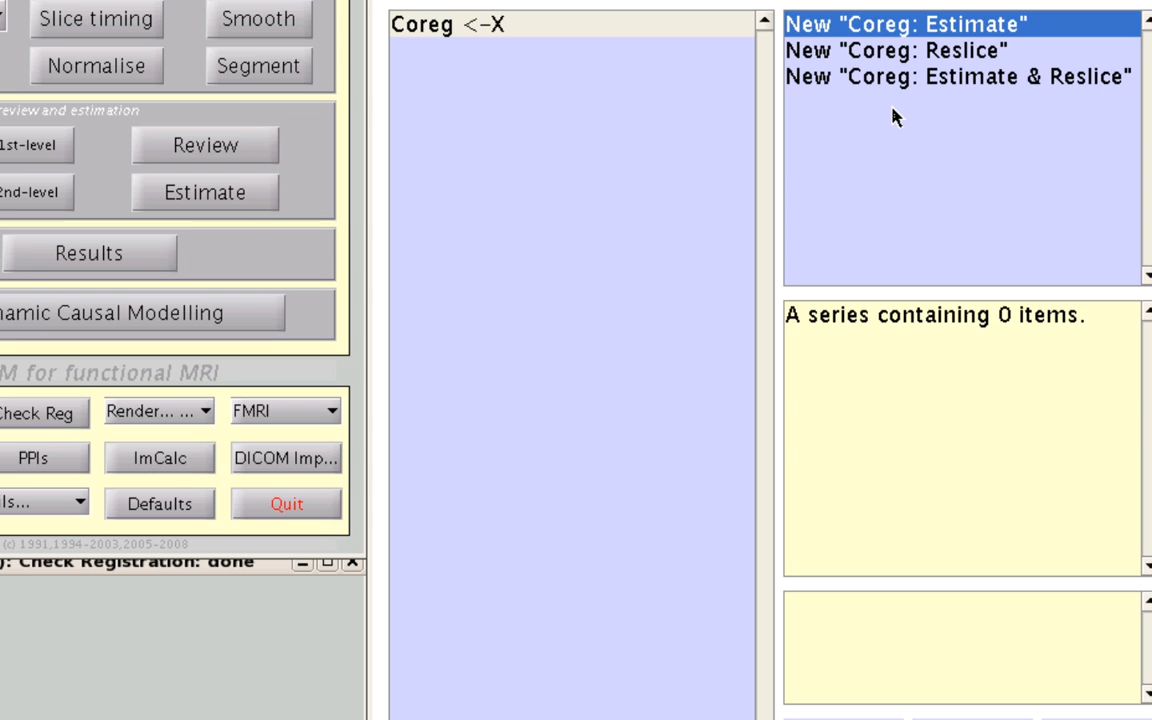 Slice timing
Smooth
Normalise
Segment
review and estimation
1st-level
Review
2nd-level
Estimate
Results
namic Causal Modelling
M for functional MRI
Check Reg
Render... ...
FMRI
PPIs
ImCalc
DICOM Imp...
ls...
Defaults
Quit
(c) 1991,1994-2003,2005-2008
): Check Registration: done
Coreg <-X
New "Coreg: Estimate"
New "Coreg: Reslice"
New "Coreg: Estimate & Reslice"
A series containing 0 items.